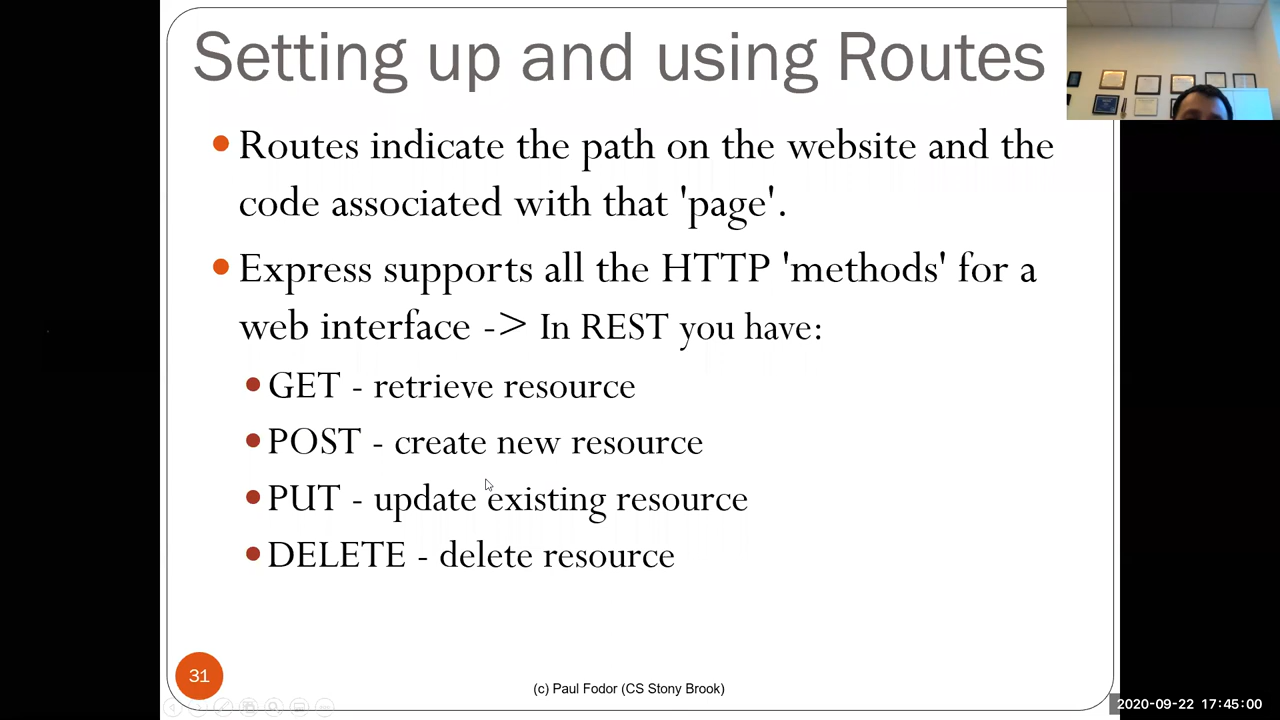 Setting up and using Routes
Routes indicate the path on the website and the
code associated with that 'page'.
Express supports all the HTTP 'methods' for a
web interface -> In REST you have:
GET - retrieve resource
POST - create new resource
PUT - update existing resource
DELETE - delete resource
31
(c) Paul Fodor (CS Stony Brook)
2020-09-22 17:45:00